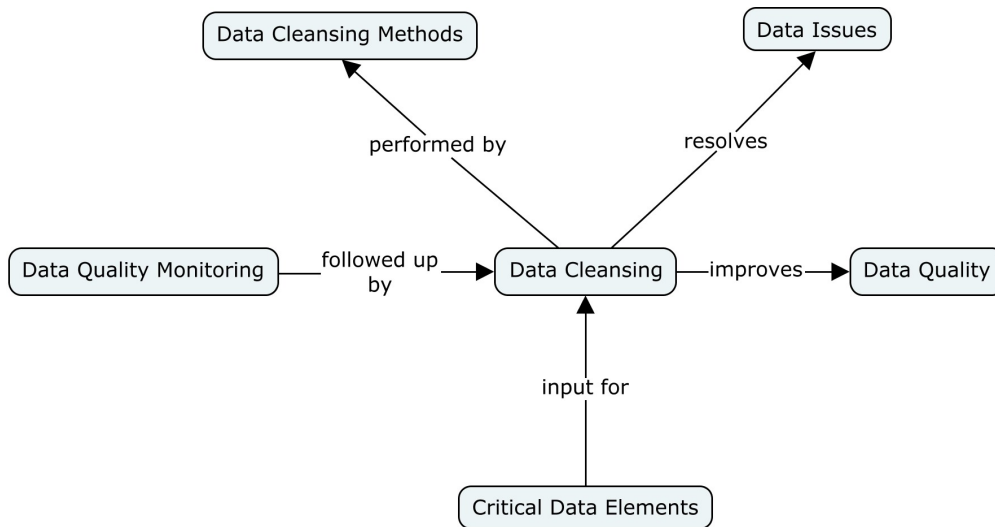 Data Cleansing Methods
Data Issues
performed by
resolves
Data Quality Monitoring
followed up
by
Data Cleansing
improves
Data Quality
input for
Critical Data Elements